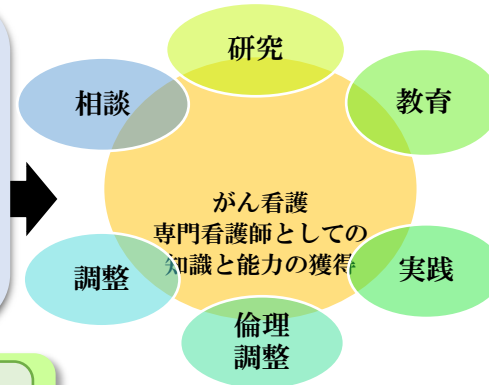 研究
相談
教育
がん看護
専門看護師としての
知識と能力の獲得
調整
実践
倫理
調整